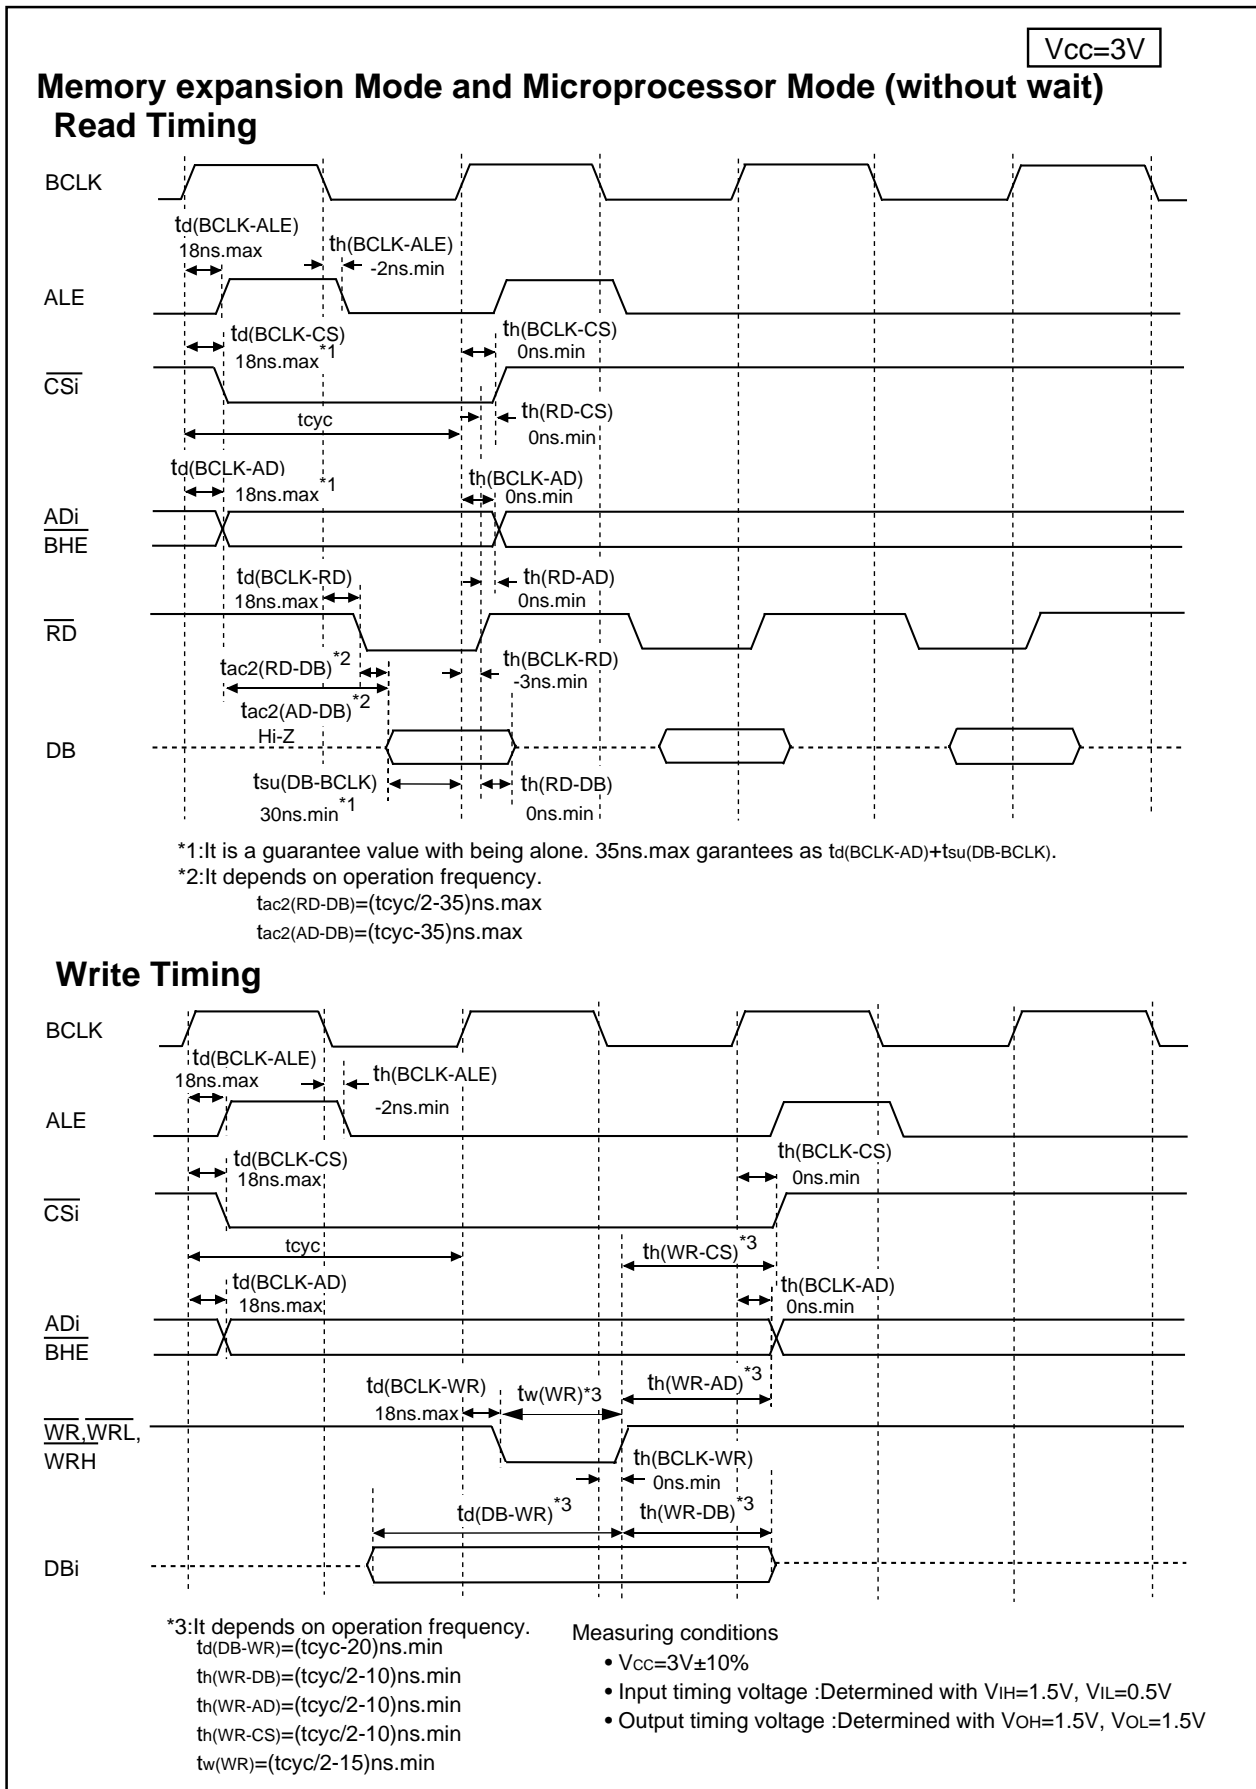 Vcc=3V
Memory expansion Mode and Microprocessor Mode (without wait)
Read Timing
BCLK
td(BCLK-ALE)
18ns.max
th(BCLK-ALE)
-2ns.min
ALE
td(BCLK-CS)
18ns.max*1
th(BCLK-CS)
0ns.min
CSi
tcyc
th(RD-CS)
0ns.min
td(BCLK-AD)
18ns.max*1
th(BCLK-AD)
0ns.min
ADi
BHE
td(BCLK-RD)
18ns.max
th(RD-AD)
0ns.min
RD
tac2(RD-DB)*2
th(BCLK-RD)
-3ns.min
tac2(AD-DB)*2
Hi-Z
DB
tsu(DB-BCLK)
30ns.min*1
th(RD-DB)
0ns.min
*1:It is a guarantee value with being alone. 35ns.max garantees as td(BCLK-AD)+tsu(DB-BCLK).
*2:It depends on operation frequency.
tac2(RD-DB)=(tcyc/2-35)ns.max
tac2(AD-DB)=(tcyc-35)ns.max
Write Timing
BCLK
td(BCLK-ALE)
18ns.max
th(BCLK-ALE)
-2ns.min
ALE
td(BCLK-CS)
18ns.max
th(BCLK-CS)
0ns.min
CSi
tcyc
th(WR-CS)*3
td(BCLK-AD)
18ns.max
th(BCLK-AD)
0ns.min
ADi
BHE
td(BCLK-WR)
18ns.max
tw(WR)*3
th(WR-AD)*3
WR,WRL,
WRH
th(BCLK-WR)
0ns.min
td(DB-WR)*3
th(WR-DB)*3
DBi
*3:It depends on operation frequency.
td(DB-WR)=(tcyc-20)ns.min
th(WR-DB)=(tcyc/2-10)ns.min
th(WR-AD)=(tcyc/2-10)ns.min
th(WR-CS)=(tcyc/2-10)ns.min
tw(WR)=(tcyc/2-15)ns.min
Measuring conditions
• VCC=3V±10%
• Input timing voltage :Determined with VIH=1.5V, VIL=0.5V
• Output timing voltage :Determined with VOH=1.5V, VOL=1.5V